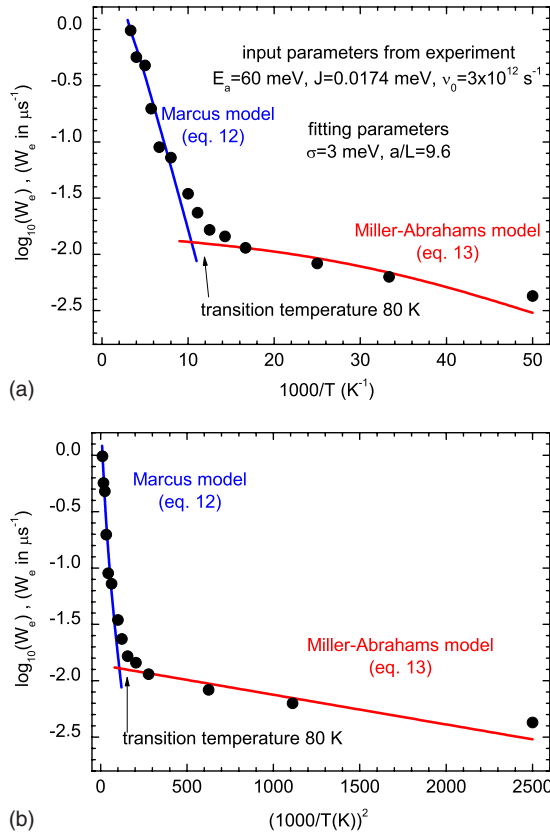 0.0
-0.5
-1.0
-1.5
-2.0
-2.5
log₁₀(Wₑ) , (Wₑ in μs⁻¹)
input parameters from experiment
Eₐ=60 meV, J=0.0174 meV, ν₀=3x10¹² s⁻¹
Marcus model
(eq. 12)
fitting parameters
σ=3 meV, a/L=9.6
Miller-Abrahams model
(eq. 13)
transition temperature 80 K
0 10 20 30 40 50
1000/T (K⁻¹)
(a)
0.0
-0.5
-1.0
-1.5
-2.0
-2.5
log₁₀(Wₑ) , (Wₑ in μs⁻¹)
Marcus model
(eq. 12)
Miller-Abrahams model
(eq. 13)
transition temperature 80 K
0 500 1000 1500 2000 2500
(1000/T(K))²
(b)